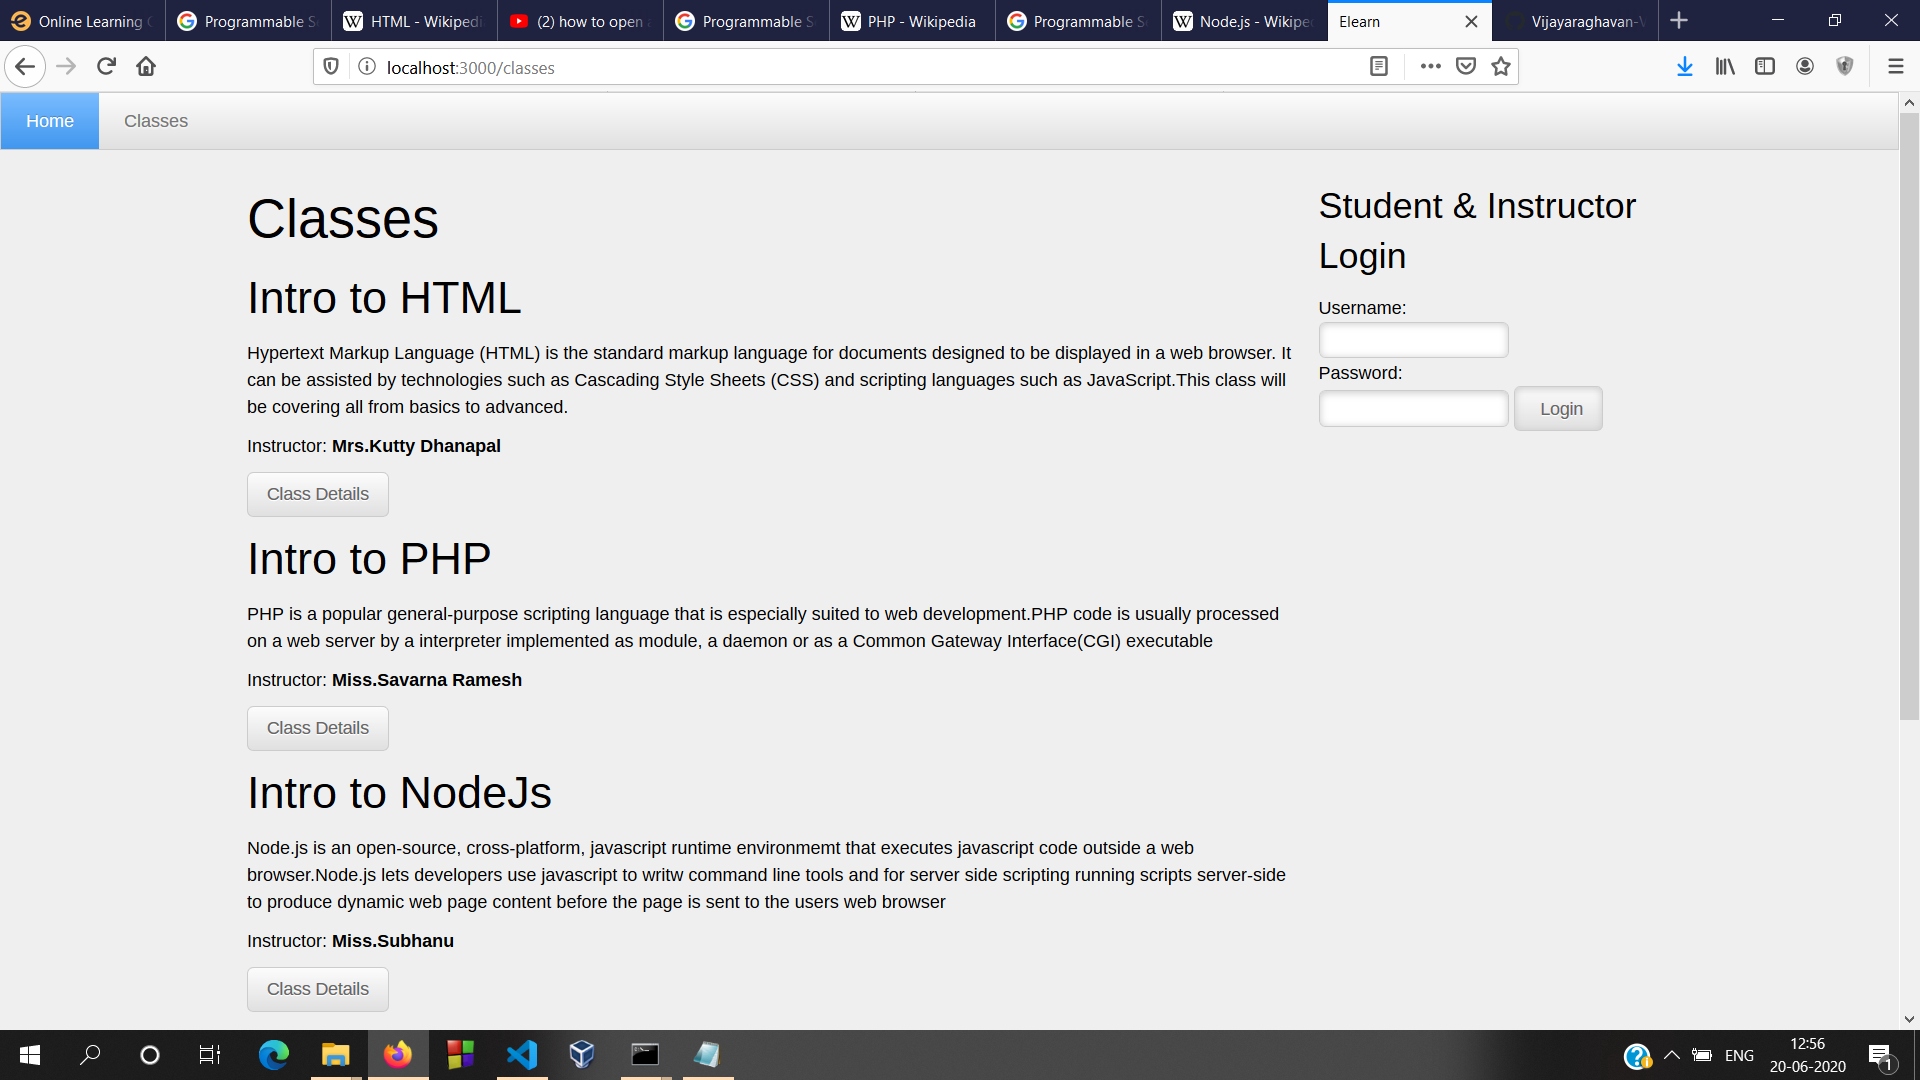 Online Learning
Programmable S
HTML - Wikipedi
(2) how to open
Programmable S
PHP - Wikipedia
Programmable S
Node.js - Wikipe
Elearn
Vijayaraghavan-V
localhost:3000/classes
Home
Classes
Classes
Intro to HTML
Hypertext Markup Language (HTML) is the standard markup language for documents designed to be displayed in a web browser. It
can be assisted by technologies such as Cascading Style Sheets (CSS) and scripting languages such as JavaScript.This class will
be covering all from basics to advanced.
Instructor: Mrs.Kutty Dhanapal
Class Details
Intro to PHP
PHP is a popular general-purpose scripting language that is especially suited to web development.PHP code is usually processed
on a web server by a interpreter implemented as module, a daemon or as a Common Gateway Interface(CGI) executable
Instructor: Miss.Savarna Ramesh
Class Details
Intro to NodeJs
Node.js is an open-source, cross-platform, javascript runtime environmemt that executes javascript code outside a web
browser.Node.js lets developers use javascript to writw command line tools and for server side scripting running scripts server-side
to produce dynamic web page content before the page is sent to the users web browser
Instructor: Miss.Subhanu
Class Details
Student & Instructor
Login
Username:
Password:
Login
ENG
12:56
20-06-2020
1